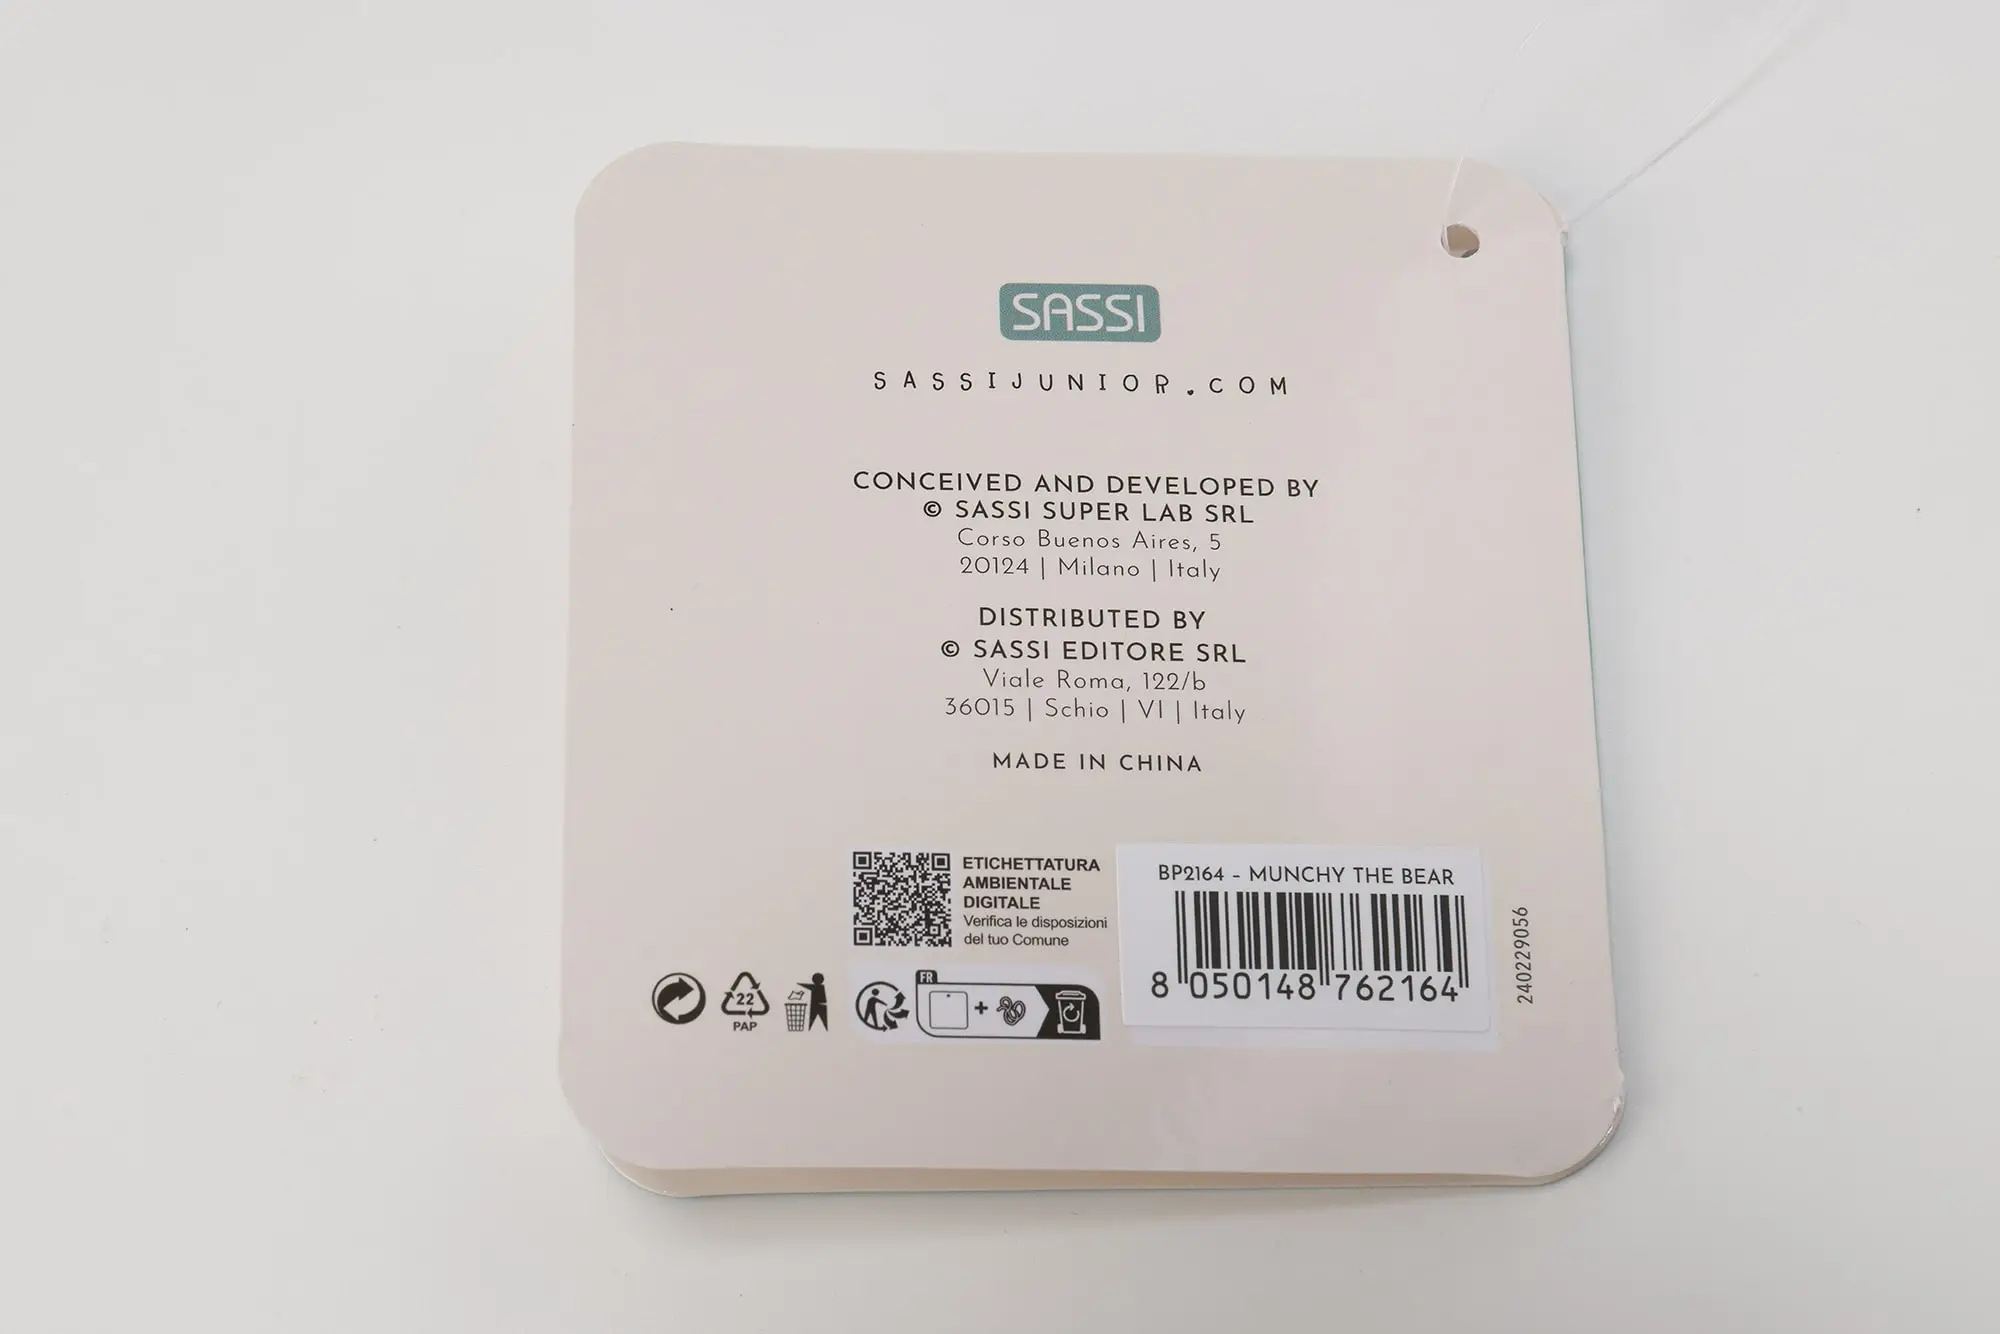 SASSI
SASSIJUNIOR.COM
CONCEIVED AND DEVELOPED BY
© SASSI SUPER LAB SRL
Corso Buenos Aires, 5
20124 | Milano | Italy
DISTRIBUTED BY
© SASSI EDITORE SRL
Viale Roma, 122/b
36015 | Schio | VI | Italy
MADE IN CHINA
ETICHETTATURA
AMBIENTALE
DIGITALE
Verifica le disposizioni
del tuo Comune
22
PAP
FR
+
BP2164 - MUNCHY THE BEAR
8 050148 762164
240229056